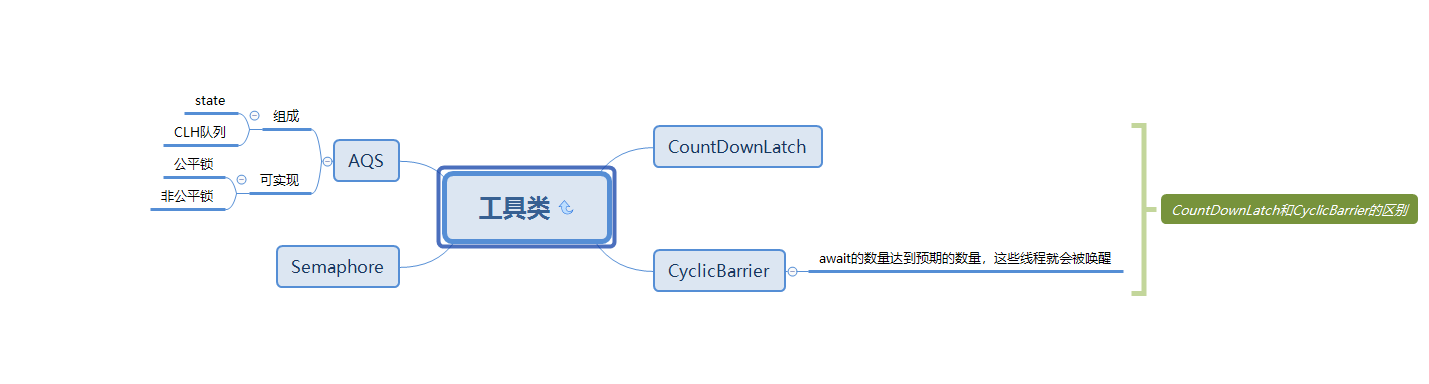 state
组成
CLH队列
AQS
公平锁
可实现
非公平锁
Semaphore
工具类
CountDownLatch
CyclicBarrier
await的数量达到预期的数量，这些线程就会被唤醒
CountDownLatch和CyclicBarrier的区别